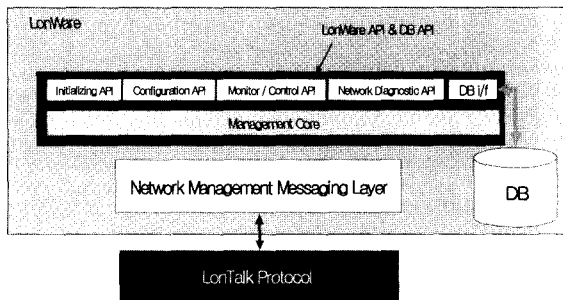 LonWare
LonWare API & DB API
Initializing API
Configuration API
Monitor / Control API
Network Diagnostic API
DB i/f
Management Core
Network Management Messaging Layer
DB
LonTalk Protocol